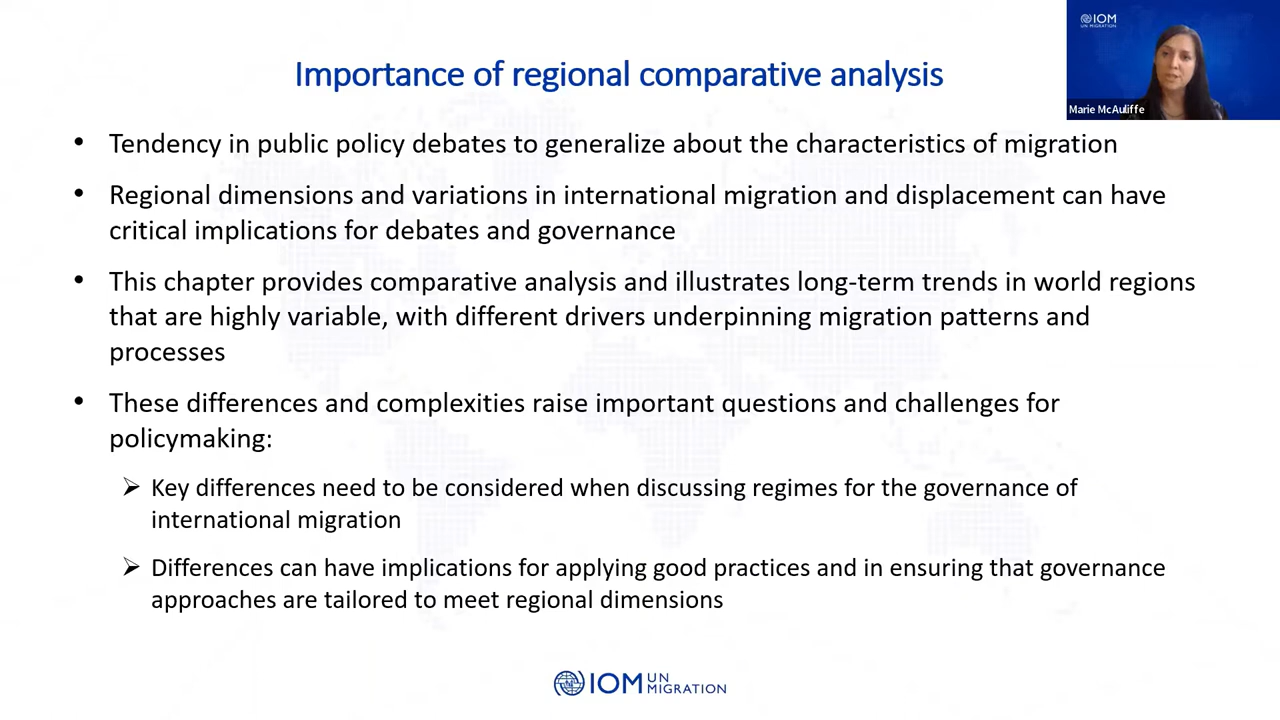 IOM
UN MIGRATION
Marie McAuliffe
Importance of regional comparative analysis
• Tendency in public policy debates to generalize about the characteristics of migration
• Regional dimensions and variations in international migration and displacement can have
critical implications for debates and governance
• This chapter provides comparative analysis and illustrates long-term trends in world regions
that are highly variable, with different drivers underpinning migration patterns and
processes
• These differences and complexities raise important questions and challenges for
policymaking:
➢ Key differences need to be considered when discussing regimes for the governance of
international migration
➢ Differences can have implications for applying good practices and in ensuring that governance
approaches are tailored to meet regional dimensions
IOM UN
MIGRATION